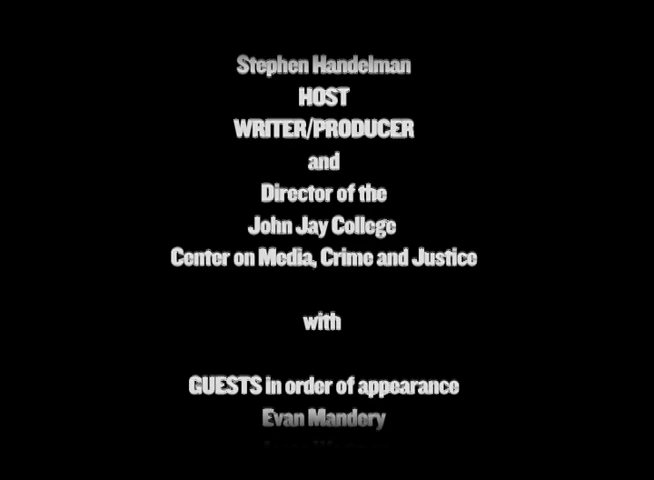 Stephen Handelman
HOST
WRITER/PRODUCER
and
Director of the
John Jay College
Center on Media, Crime and Justice
with
GUESTS in order of appearance
Evan Mandery